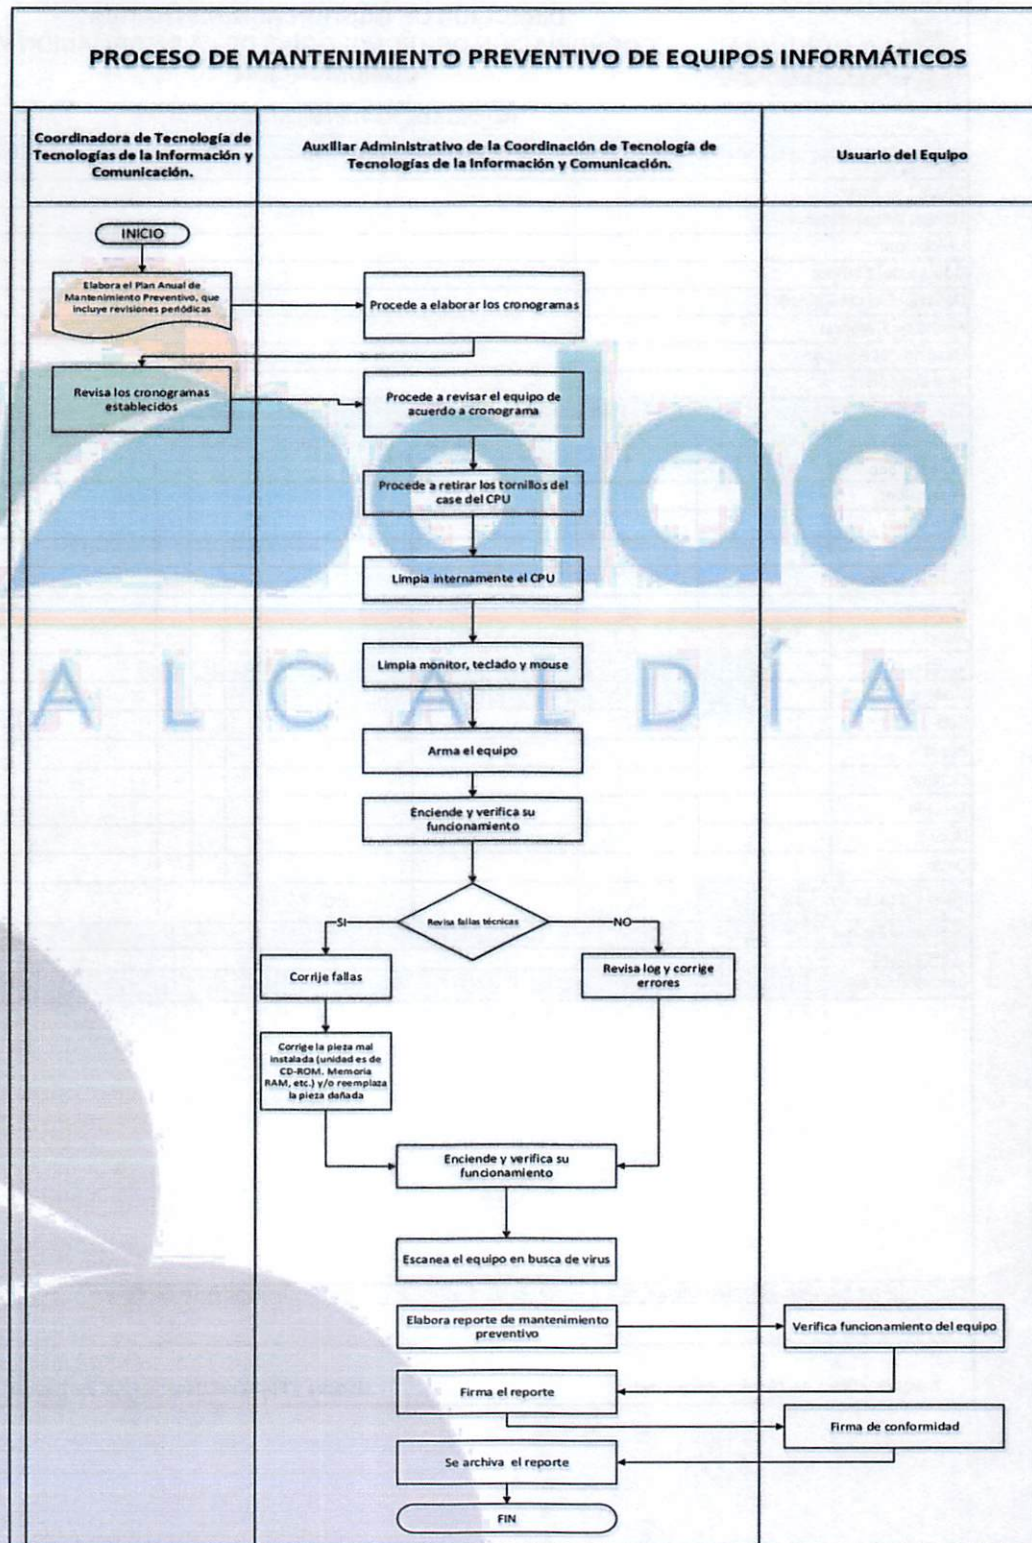 PROCESO DE MANTENIMIENTO PREVENTIVO DE EQUIPOS INFORMÁTICOS
Coordinadora de Tecnología de
Tecnologías de la Información y
Comunicación.
Auxiliar Administrativo de la Coordinación de Tecnología de
Tecnologías de la Información y Comunicación.
Usuario del Equipo
INICIO
Elabora el Plan Anual de
Mantenimiento Preventivo, que
incluye revisiones periódicas
Procede a elaborar los cronogramas
Revisa los cronogramas
establecidos
Procede a revisar el equipo de
acuerdo a cronograma
Procede a retirar los tornillos del
case del CPU
Limpia internamente el CPU
Limpia monitor, teclado y mouse
Arma el equipo
Enciende y verifica su
funcionamiento
Revisa fallas técnicas
SI
NO
Corrije fallas
Revisa log y corrige
errores
Corrige la pieza mal
instalada (unidad es de
CD-ROM. Memoria
RAM, etc.) y/o reemplaza
la pieza dañada
Enciende y verifica su
funcionamiento
Escanea el equipo en busca de virus
Elabora reporte de mantenimiento
preventivo
Verifica funcionamiento del equipo
Firma el reporte
Firma de conformidad
Se archiva el reporte
FIN
alao
ALCALDÍA